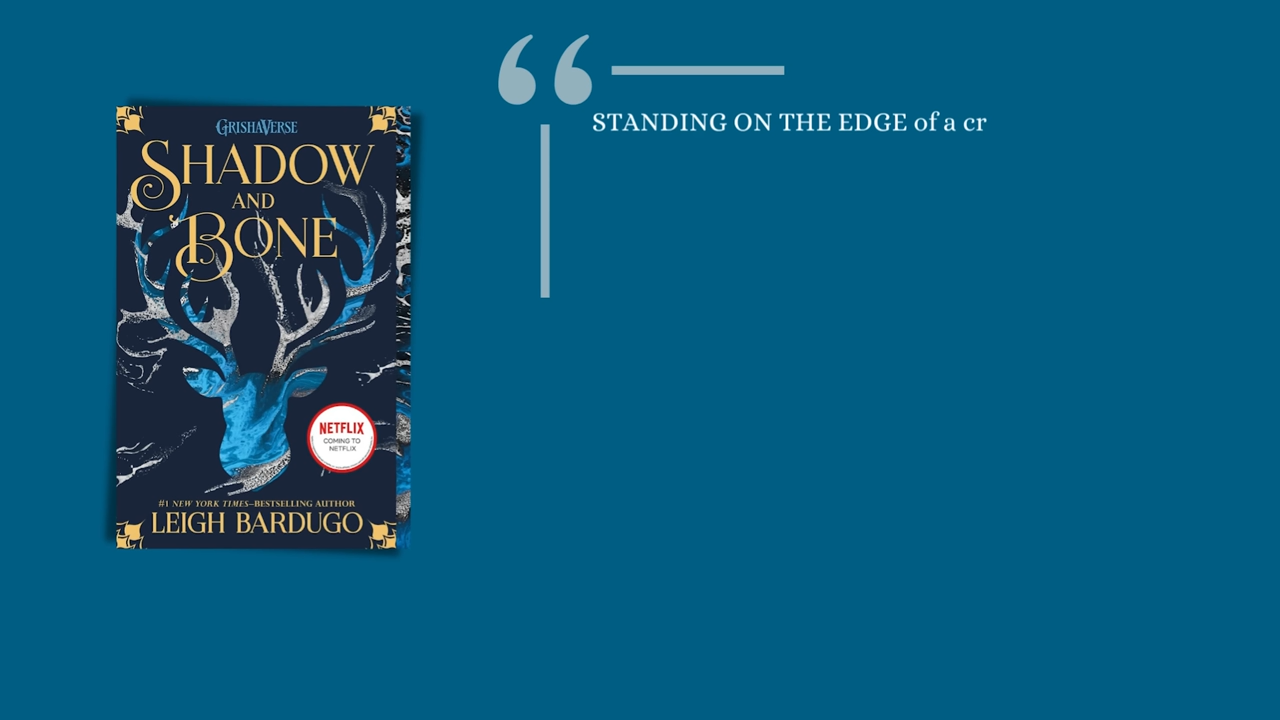 GRISHAVERSE
SHADOW
AND
BONE
NETFLIX
COMING TO
NETFLIX
#1 NEW YORK TIMES–BESTSELLING AUTHOR
LEIGH BARDUGO
“
STANDING ON THE EDGE of a cr